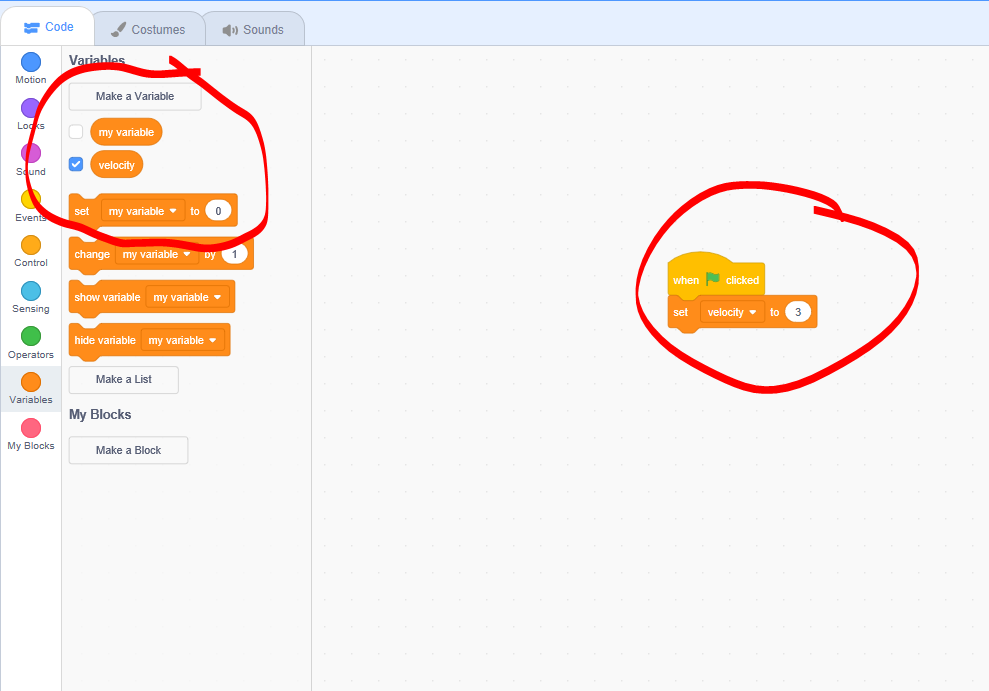 Code Costumes Sounds
Motion
Looks
Sound
Events
Control
Sensing
Operators
Variables
My Blocks
Variables
Make a Variable
my variable
velocity
set my variable to 0
change my variable by 1
show variable my variable
hide variable my variable
Make a List
My Blocks
Make a Block
when clicked
set velocity to 3